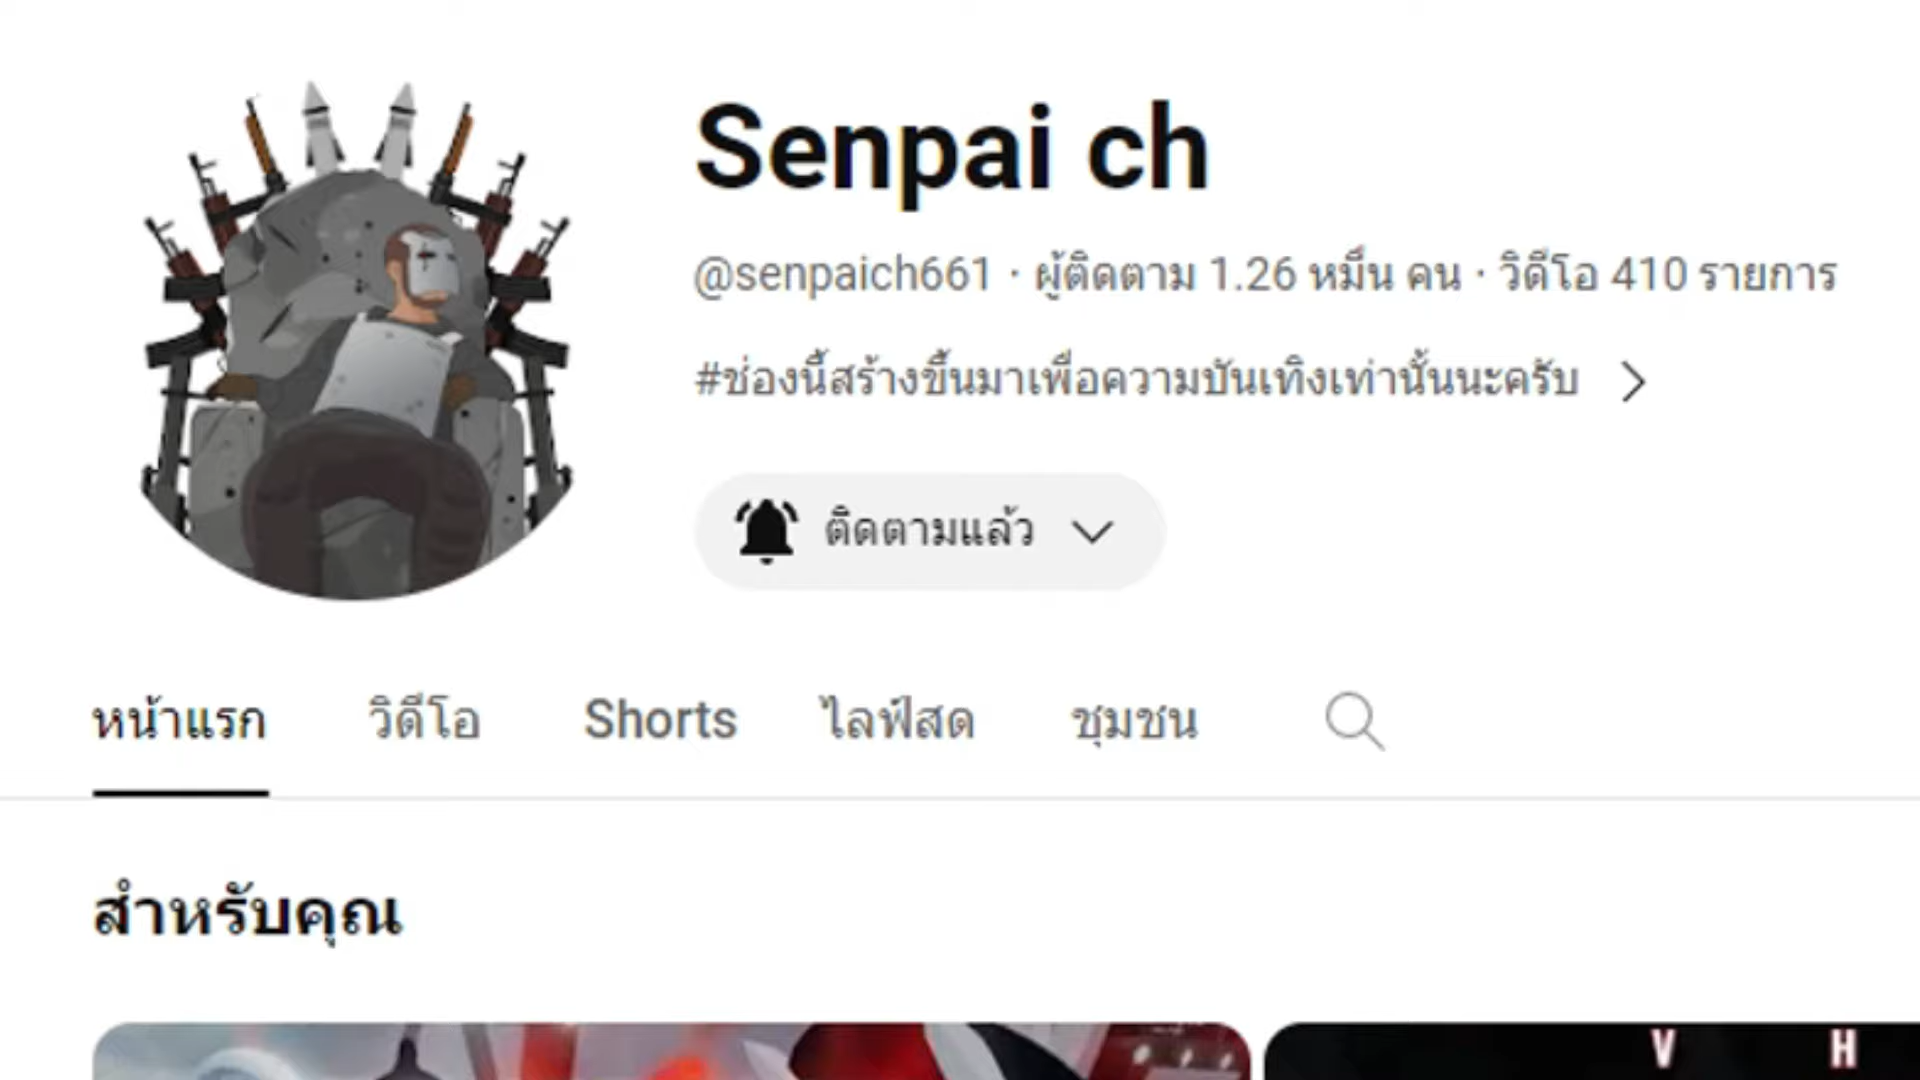 Senpai ch
@senpaich661 · ผู้ติดตาม 1.26 หมื่น คน · วิดีโอ 410 รายการ
#ช่องนี้สร้างขึ้นมาเพื่อความบันเทิงเท่านั้นนะครับ
ติดตามแล้ว
หน้าแรก วิดีโอ Shorts ไลฟ์สด ชุมชน
สำหรับคุณ
V H